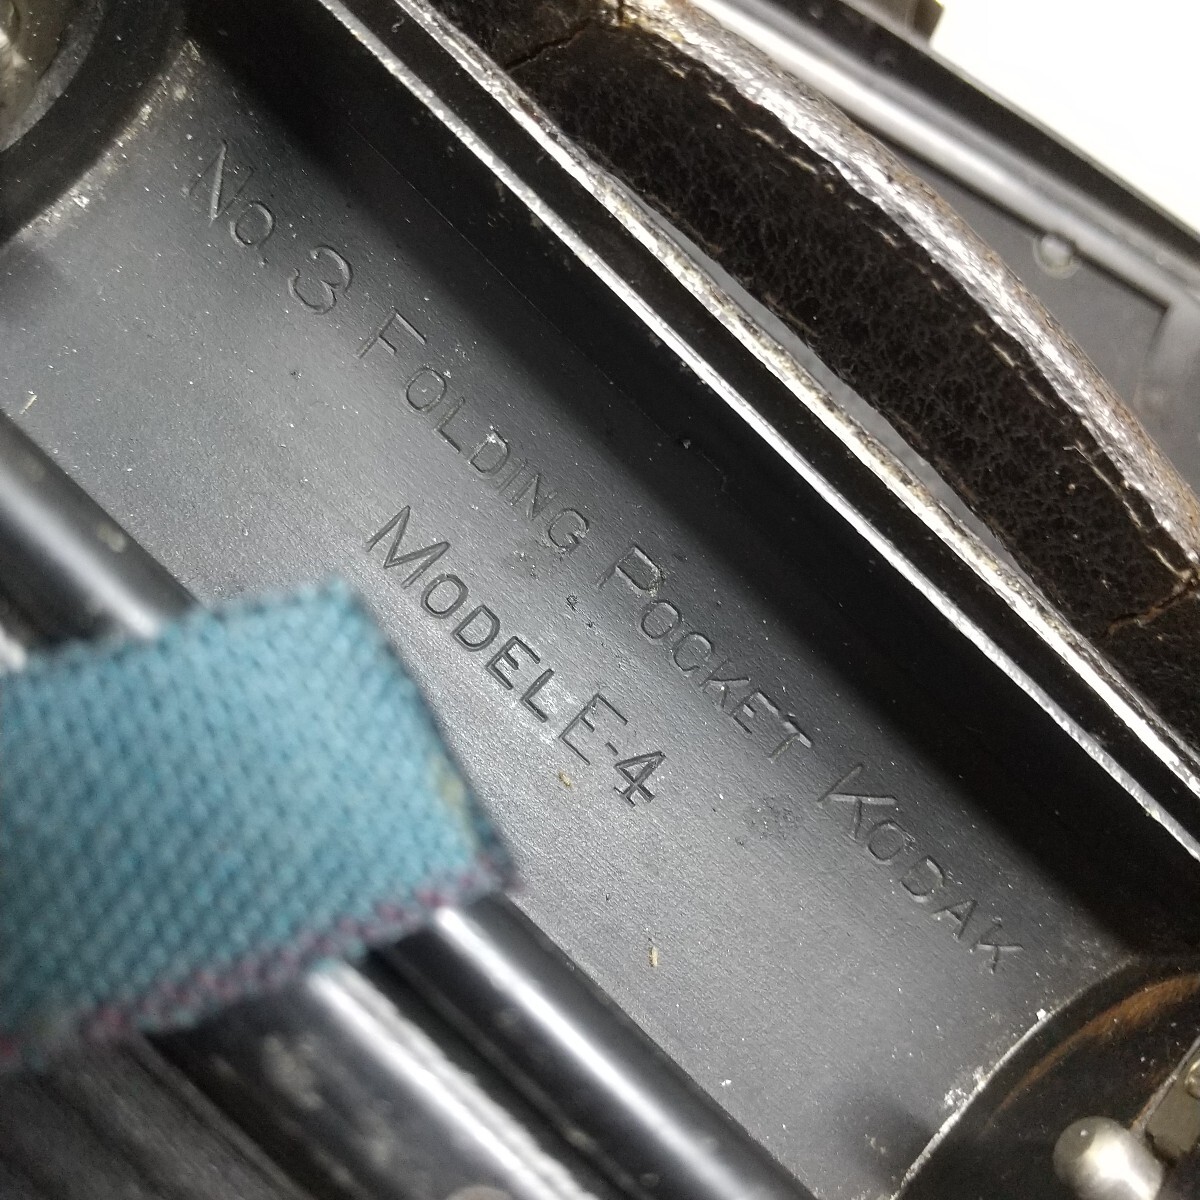 No. 3 FOLDING POCKET KODAK
MODEL E-4